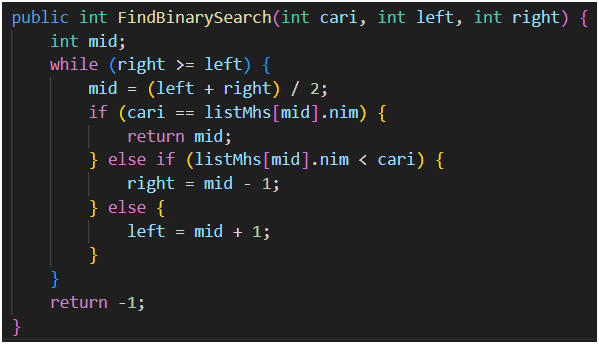 public int FindBinarySearch(int cari, int left, int right) {
    int mid;
    while (right >= left) {
        mid = (left + right) / 2;
        if (cari == listMhs[mid].nim) {
            return mid;
        } else if (listMhs[mid].nim < cari) {
            right = mid - 1;
        } else {
            left = mid + 1;
        }
    }
    return -1;
}